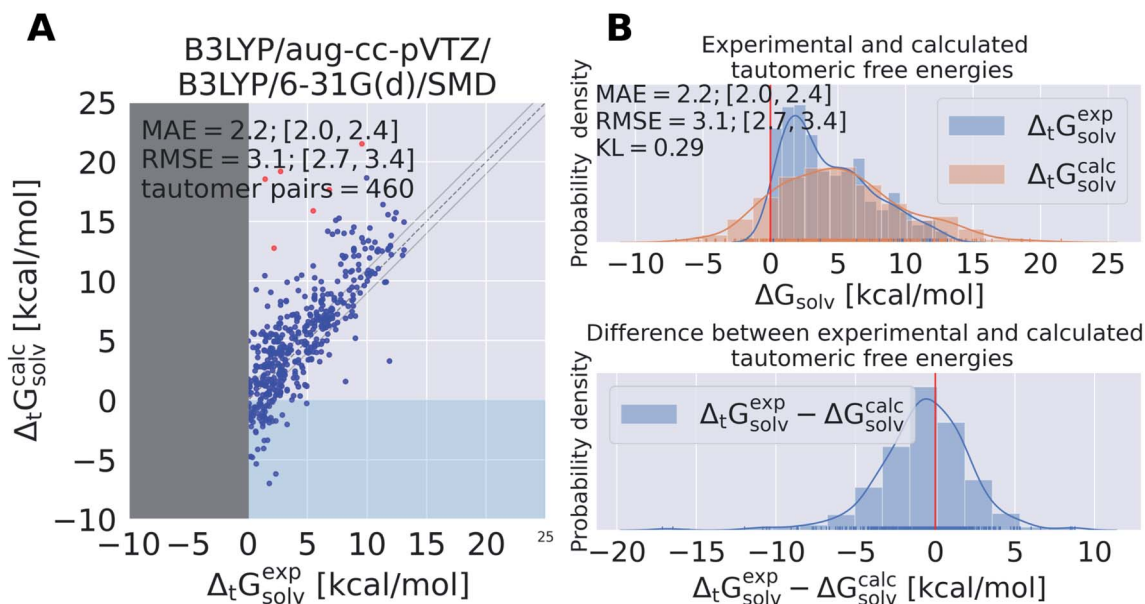 A
B3LYP/aug-cc-pVTZ/
B3LYP/6-31G(d)/SMD
MAE = 2.2; [2.0, 2.4]
RMSE = 3.1; [2.7, 3.4]
tautomer pairs = 460
25
20
15
10
5
0
−5
−10
−10 −5 0 5 10 15 20 25
Δ_tG_solv^calc [kcal/mol]
Δ_tG_solv^exp [kcal/mol]
B
Experimental and calculated
tautomeric free energies
MAE = 2.2; [2.0, 2.4]
RMSE = 3.1; [2.7, 3.4]
KL = 0.29
Δ_tG_solv^exp
Δ_tG_solv^calc
Probability density
−10 −5 0 5 10 15 20 25
ΔG_solv [kcal/mol]
Difference between experimental and calculated
tautomeric free energies
Δ_tG_solv^exp − ΔG_solv^calc
Probability density
−20 −15 −10 −5 0 5 10
Δ_tG_solv^exp − ΔG_solv^calc [kcal/mol]